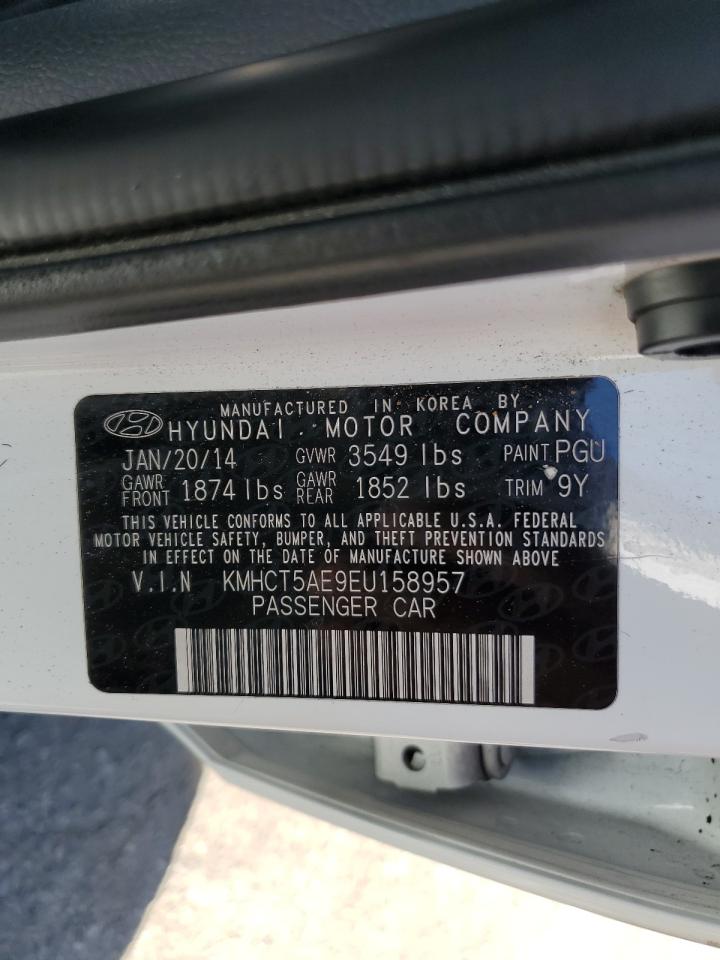 MANUFACTURED IN KOREA BY
HYUNDAI MOTOR COMPANY
JAN/20/14 GVWR 3549 lbs PAINT PGU
GAWR FRONT 1874 lbs GAWR REAR 1852 lbs TRIM 9Y
THIS VEHICLE CONFORMS TO ALL APPLICABLE U.S.A. FEDERAL
MOTOR VEHICLE SAFETY, BUMPER, AND THEFT PREVENTION STANDARDS
IN EFFECT ON THE DATE OF MANUFACTURE SHOWN ABOVE
V.I.N KMHCT5AE9EU158957
PASSENGER CAR